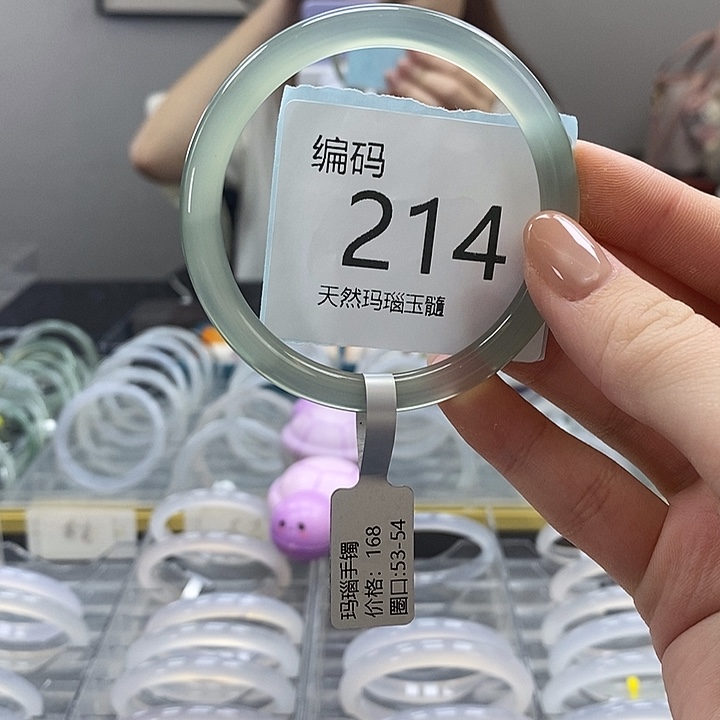 编码
214
天然玛瑙玉髓
玛瑙手镯
价格：168
圈口:53-54